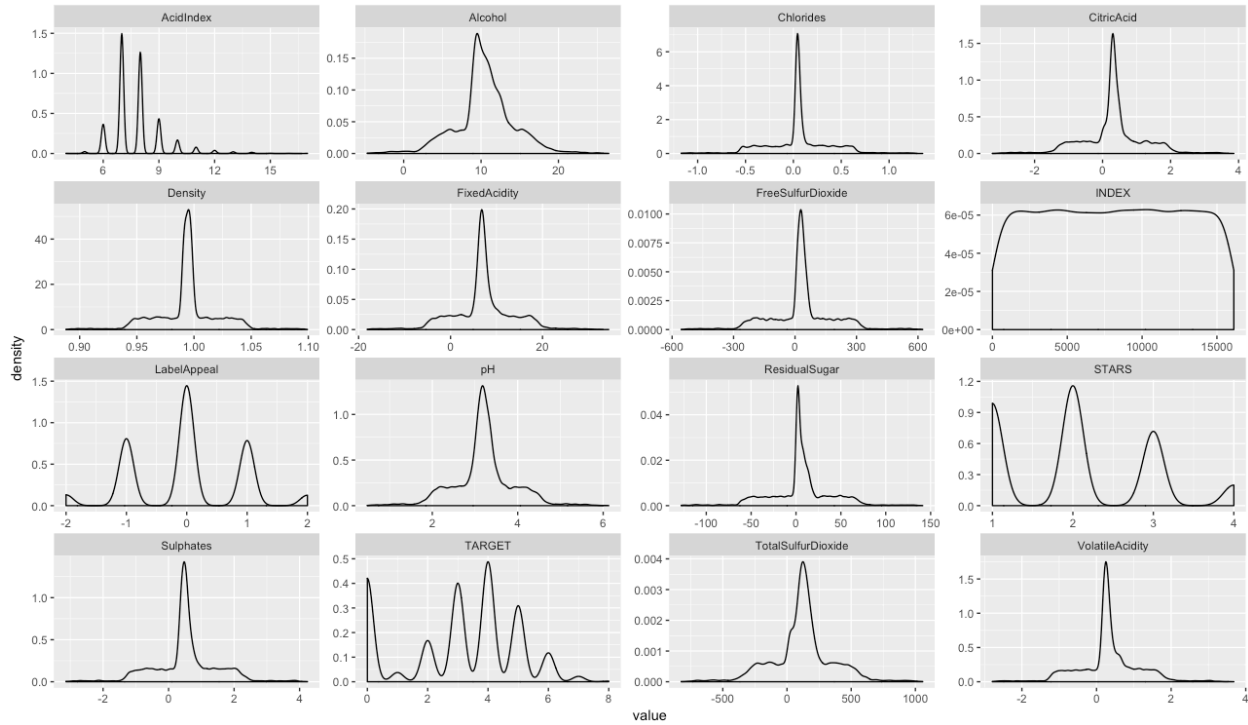 AcidIndex Alcohol Chlorides CitricAcid
1.5 1.0 0.5 0.0
0.15 0.10 0.05 0.00
6 4 2 0
1.5 1.0 0.5 0.0
6 9 12 15
0 10 20
-1.0 -0.5 0.0 0.5 1.0
-2 0 2 4
Density FixedAcidity FreeSulfurDioxide INDEX
40 20 0
0.20 0.15 0.10 0.05 0.00
0.0100 0.0075 0.0050 0.0025 0.0000
6e-05 4e-05 2e-05 0e+00
0.90 0.95 1.00 1.05 1.10
-20 0 20
-600 -300 0 300 600
0 5000 10000 15000
density
LabelAppeal pH ResidualSugar STARS
1.5 1.0 0.5 0.0
1.0 0.5 0.0
0.04 0.02 0.00
1.2 0.9 0.6 0.3 0.0
-2 -1 0 1 2
2 4 6
-100 -50 0 50 100 150
1 2 3 4
Sulphates TARGET TotalSulfurDioxide VolatileAcidity
1.0 0.5 0.0
0.5 0.4 0.3 0.2 0.1 0.0
0.004 0.003 0.002 0.001 0.000
1.5 1.0 0.5 0.0
-2 0 2 4
0 2 4 6 8
-500 0 500 1000
-2 0 2 4
value